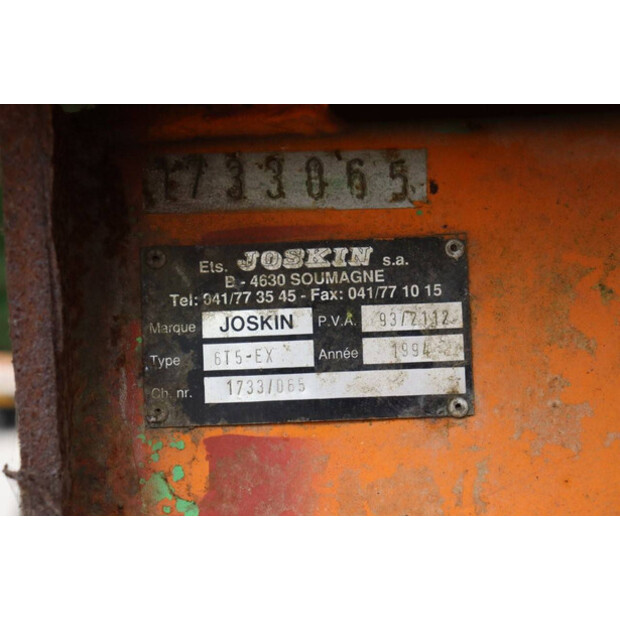 1733065
Ets. JOSKIN s.a.
B - 4630 SOUMAGNE
Tel: 041/77 35 45 - Fax: 041/77 10 15
Marque JOSKIN P.V.A. 93/2112
Type 6T5-EX Année 1994
Ch. nr. 1733/065